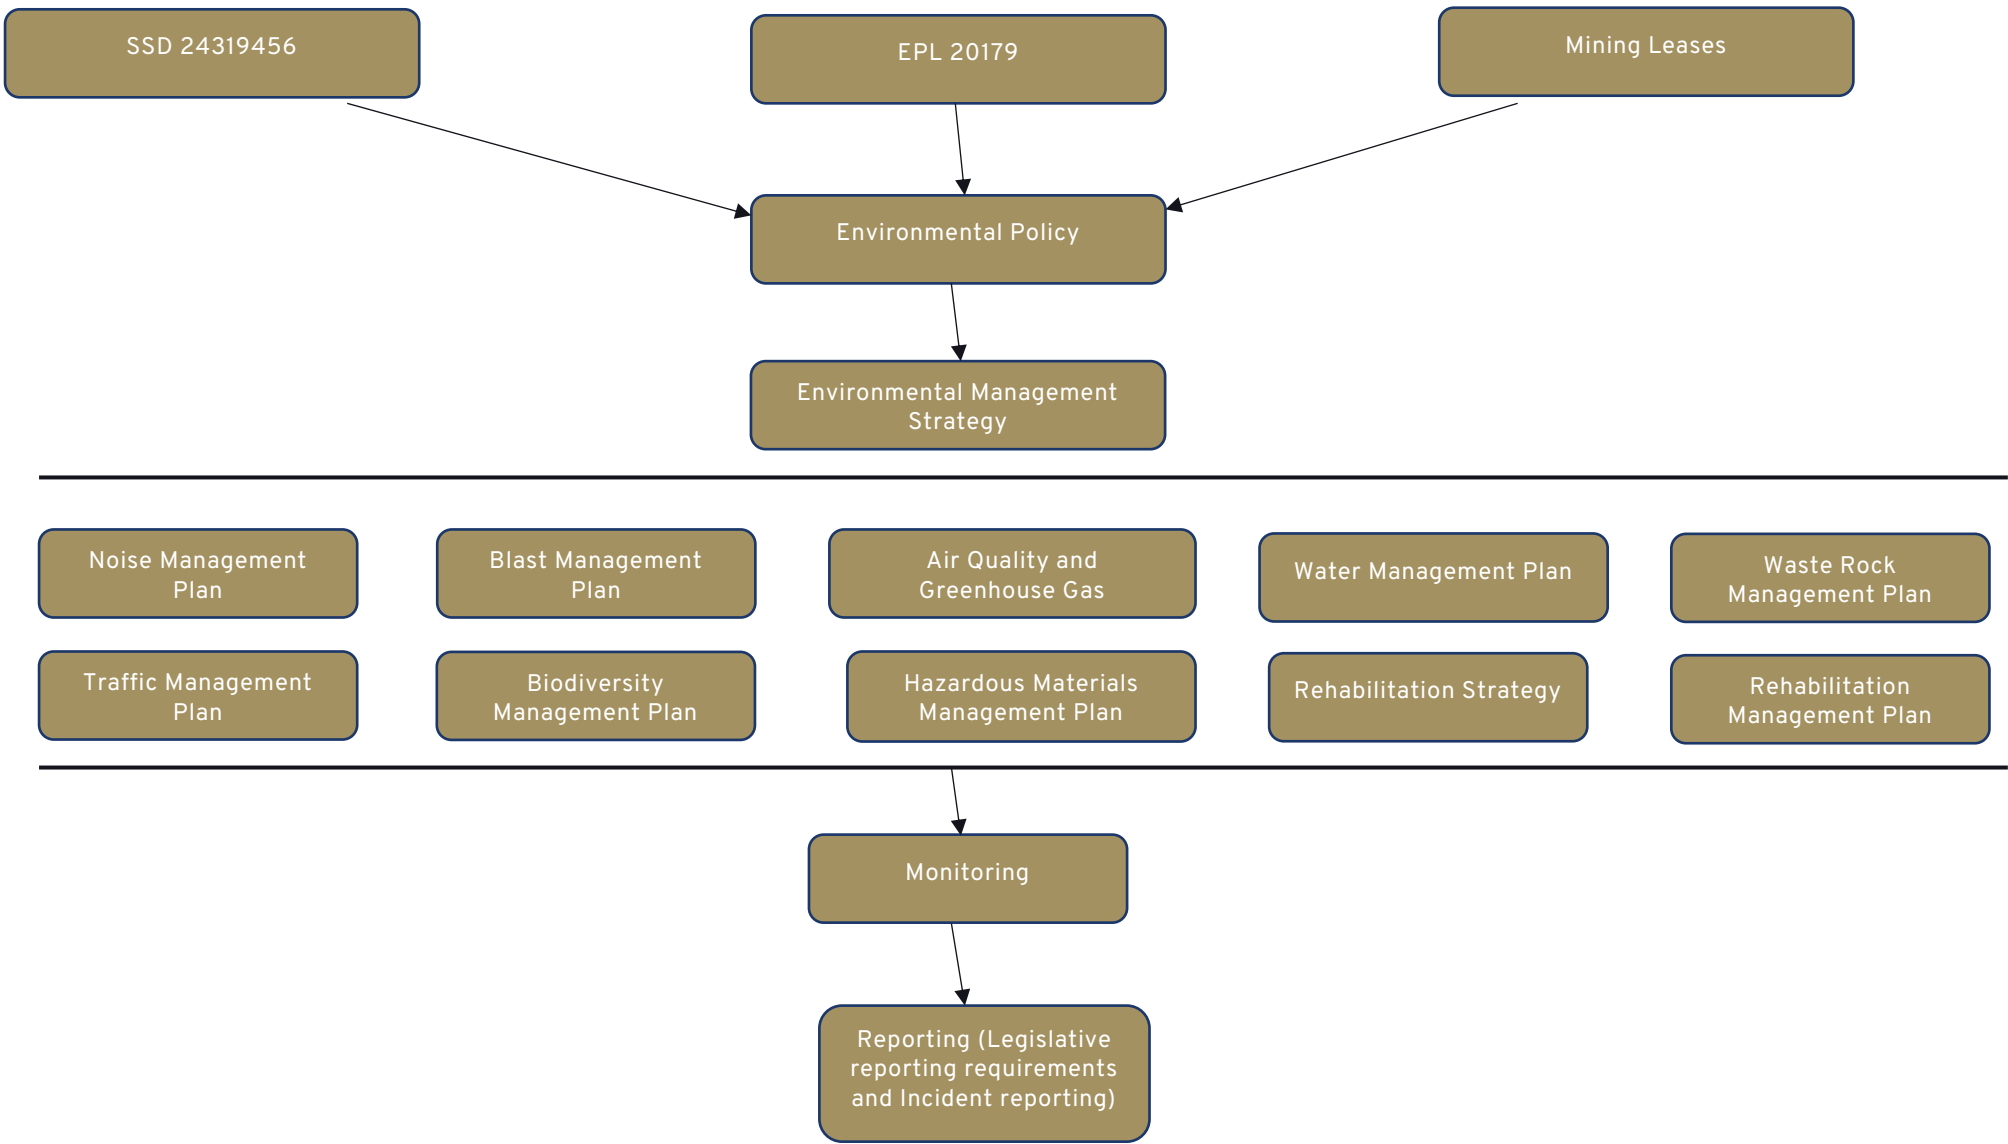 SSD 24319456
EPL 20179
Mining Leases
Environmental Policy
Environmental Management
Strategy
Noise Management
Plan
Blast Management
Plan
Air Quality and
Greenhouse Gas
Water Management Plan
Waste Rock
Management Plan
Traffic Management
Plan
Biodiversity
Management Plan
Hazardous Materials
Management Plan
Rehabilitation Strategy
Rehabilitation
Management Plan
Monitoring
Reporting (Legislative
reporting requirements
and Incident reporting)